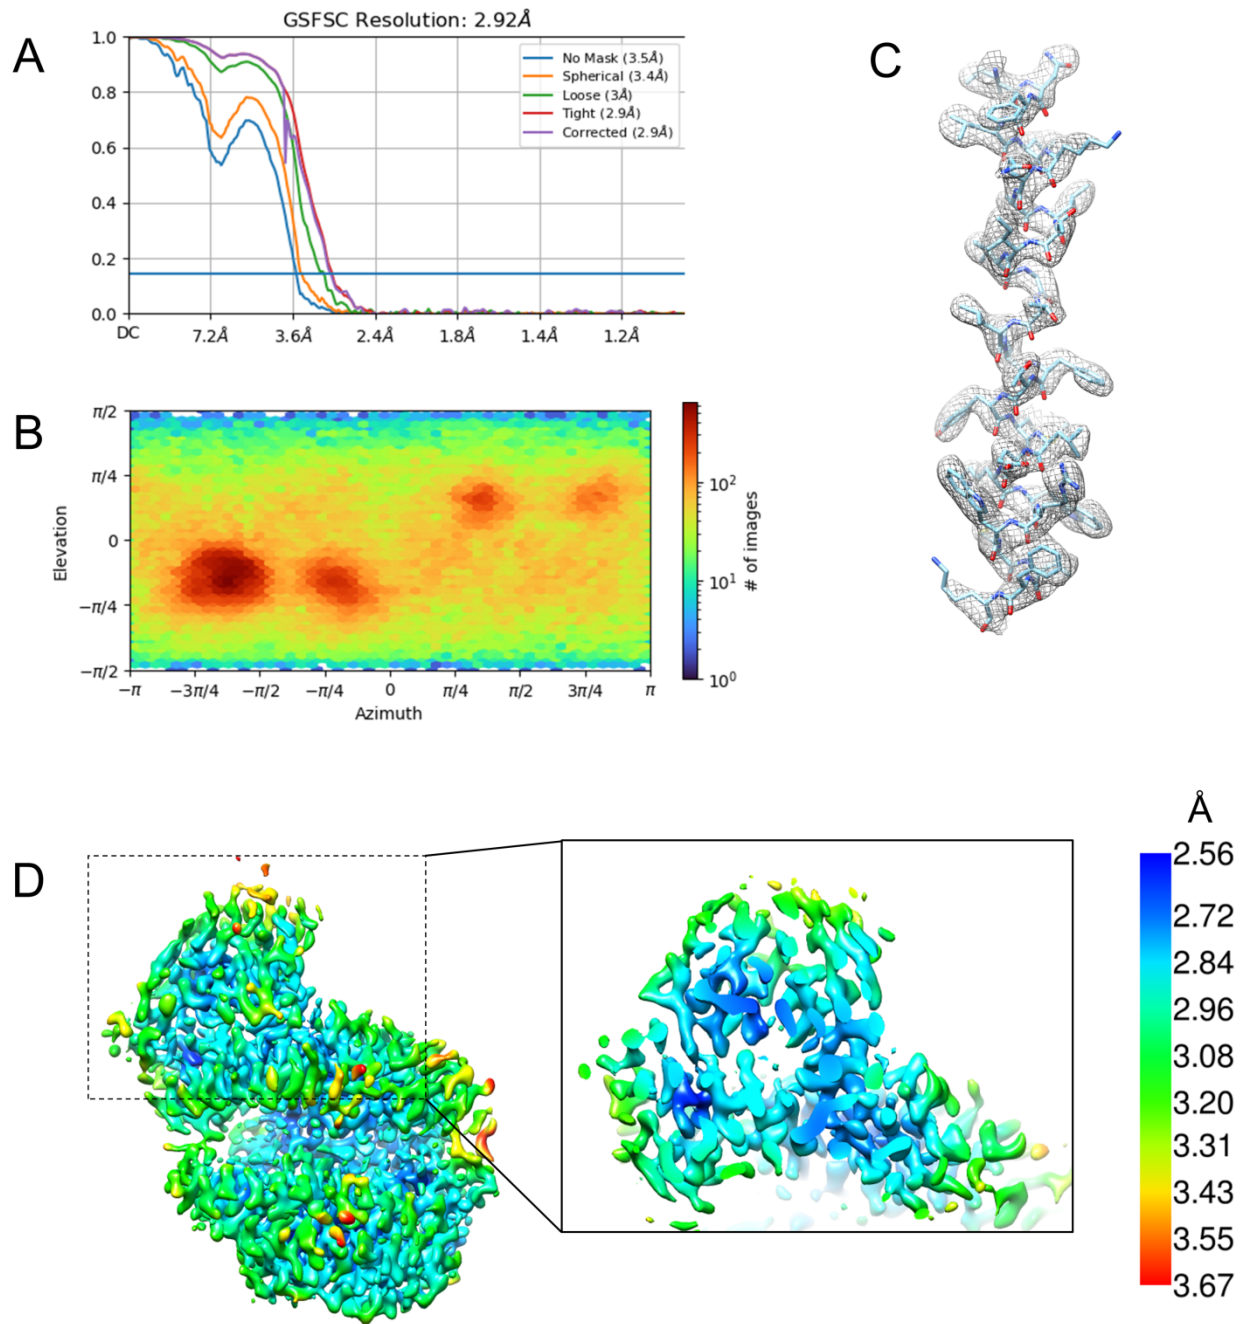 A
GSFSC Resolution: 2.92Å
1.0
0.8
0.6
0.4
0.2
0.0
No Mask (3.5Å)
Spherical (3.4Å)
Loose (3Å)
Tight (2.9Å)
Corrected (2.9Å)
DC 7.2Å 3.6Å 2.4Å 1.8Å 1.4Å 1.2Å
B
Elevation
π/2
π/4
0
−π/4
−π/2
−π −3π/4 −π/2 −π/4 0 π/4 π/2 3π/4 π
Azimuth
10²
10¹
10⁰
# of images
C
D
Å
2.56
2.72
2.84
2.96
3.08
3.20
3.31
3.43
3.55
3.67